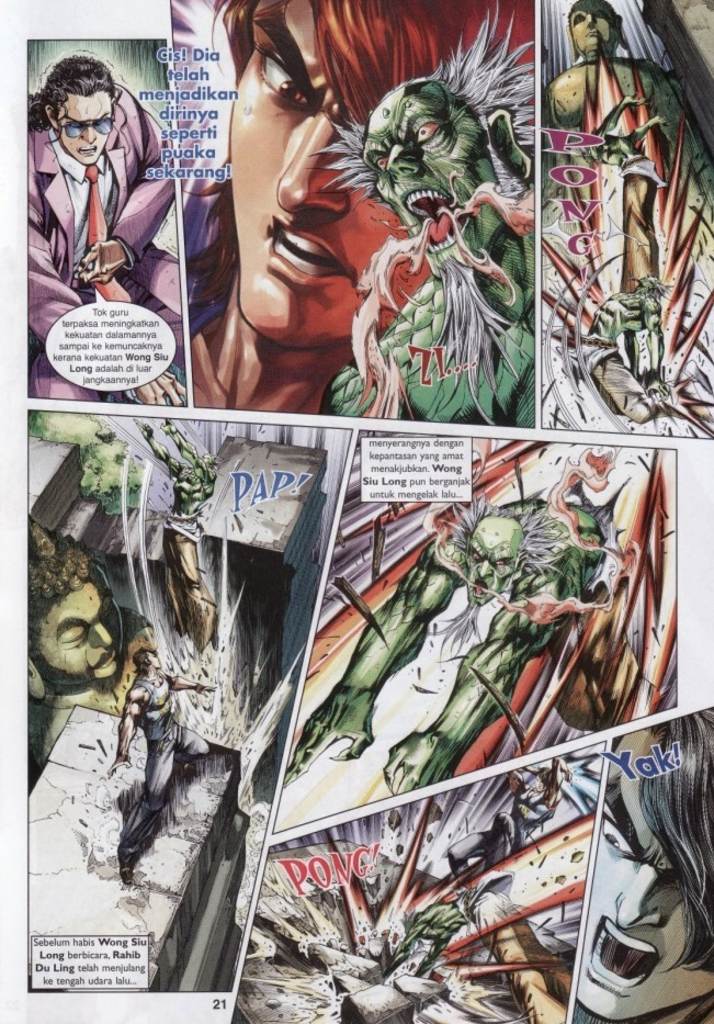 Cis! Dia
telah
menjadikan
dirinya
seperti
puaka
sekarang!
Tok guru
terpaksa meningkatkan
kekuatan dalamannya
sampai ke kemuncaknya
kerana kekuatan Wong Siu
Long adalah di luar
jangkaannya!
ZI....
PONG!
PAP!
menyerangnya dengan
kepantasan yang amat
menakjubkan. Wong
Siu Long pun berganjak
untuk mengelak lalu...
Sebelum habis Wong Siu
Long berbicara, Rahib
Du Ling telah menjulang
ke tengah udara lalu...
PONG!
Yak!
21